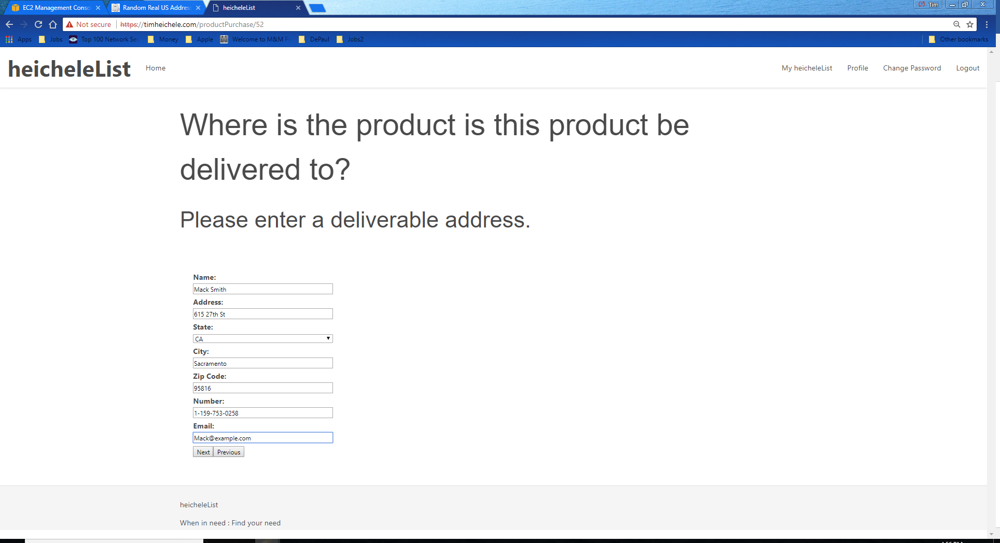 EC2 Management Conso
Random Real US Addres
heicheleList
Tim
Not secure
https://timheichele.com/productPurchase/52
Apps
Jobs
Top 100 Network Sec
Money
Apple
Welcome to M&M P
DePaul
Jobs2
Other bookmarks
heicheleList
Home
My heicheleList
Profile
Change Password
Logout
Where is the product is this product be
delivered to?
Please enter a deliverable address.
Name:
Mack Smith
Address:
615 27th St
State:
CA
City:
Sacramento
Zip Code:
95816
Number:
1-159-753-0258
Email:
Mack@example.com
Next
Previous
heicheleList
When in need : Find your need